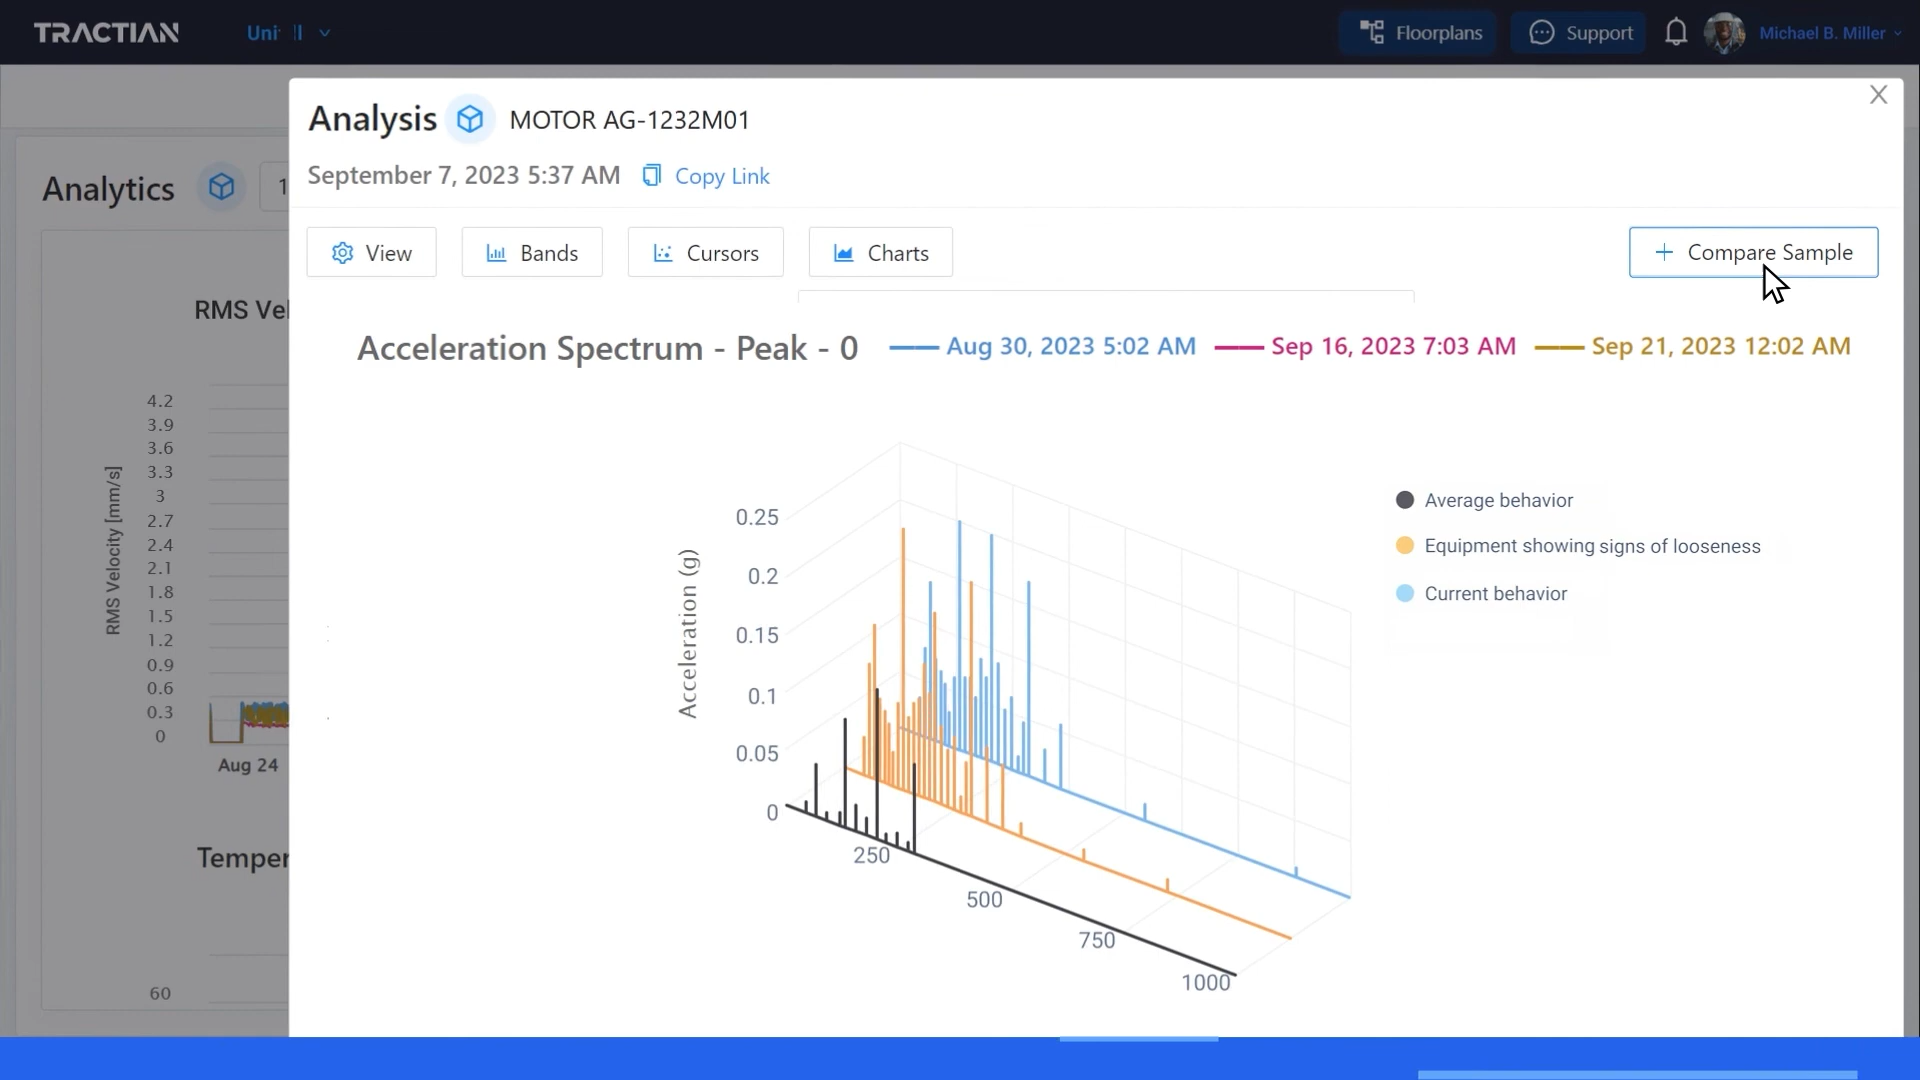 TRACTIAN
Floorplans
Support
Michael B. Miller
Analysis
MOTOR AG-1232M01
September 7, 2023 5:37 AM
Copy Link
View
Bands
Cursors
Charts
Compare Sample
Analytics
Acceleration Spectrum - Peak - 0
Aug 30, 2023 5:02 AM
Sep 16, 2023 7:03 AM
Sep 21, 2023 12:02 AM
RMS Vel
RMS Velocity [mm/s]
4.2
3.9
3.6
3.3
3
2.7
2.4
2.1
1.8
1.5
1.2
0.9
0.6
0.3
0
Aug 24
Temper
60
Acceleration (g)
0.25
0.2
0.15
0.1
0.05
0
250
500
750
1000
Average behavior
Equipment showing signs of looseness
Current behavior